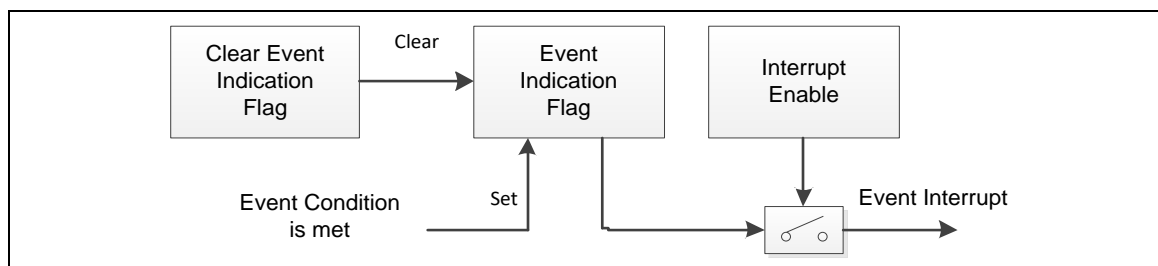 Clear Event
Indication
Flag
Clear
Event
Indication
Flag
Interrupt
Enable
Event Condition
is met
Set
Event Interrupt